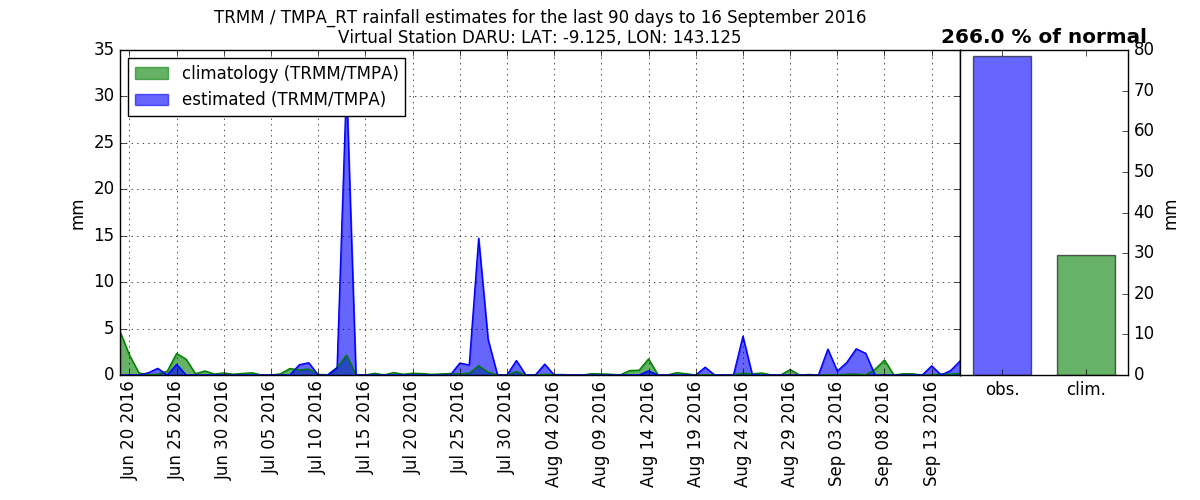 TRMM / TMPA_RT rainfall estimates for the last 90 days to 16 September 2016
Virtual Station DARU: LAT: -9.125, LON: 143.125
266.0 % of normal
climatology (TRMM/TMPA)
estimated (TRMM/TMPA)
35
30
25
20
15
10
5
0
mm
Jun 20 2016
Jun 25 2016
Jun 30 2016
Jul 05 2016
Jul 10 2016
Jul 15 2016
Jul 20 2016
Jul 25 2016
Jul 30 2016
Aug 04 2016
Aug 09 2016
Aug 14 2016
Aug 19 2016
Aug 24 2016
Aug 29 2016
Sep 03 2016
Sep 08 2016
Sep 13 2016
80
70
60
50
40
30
20
10
0
mm
obs.
clim.